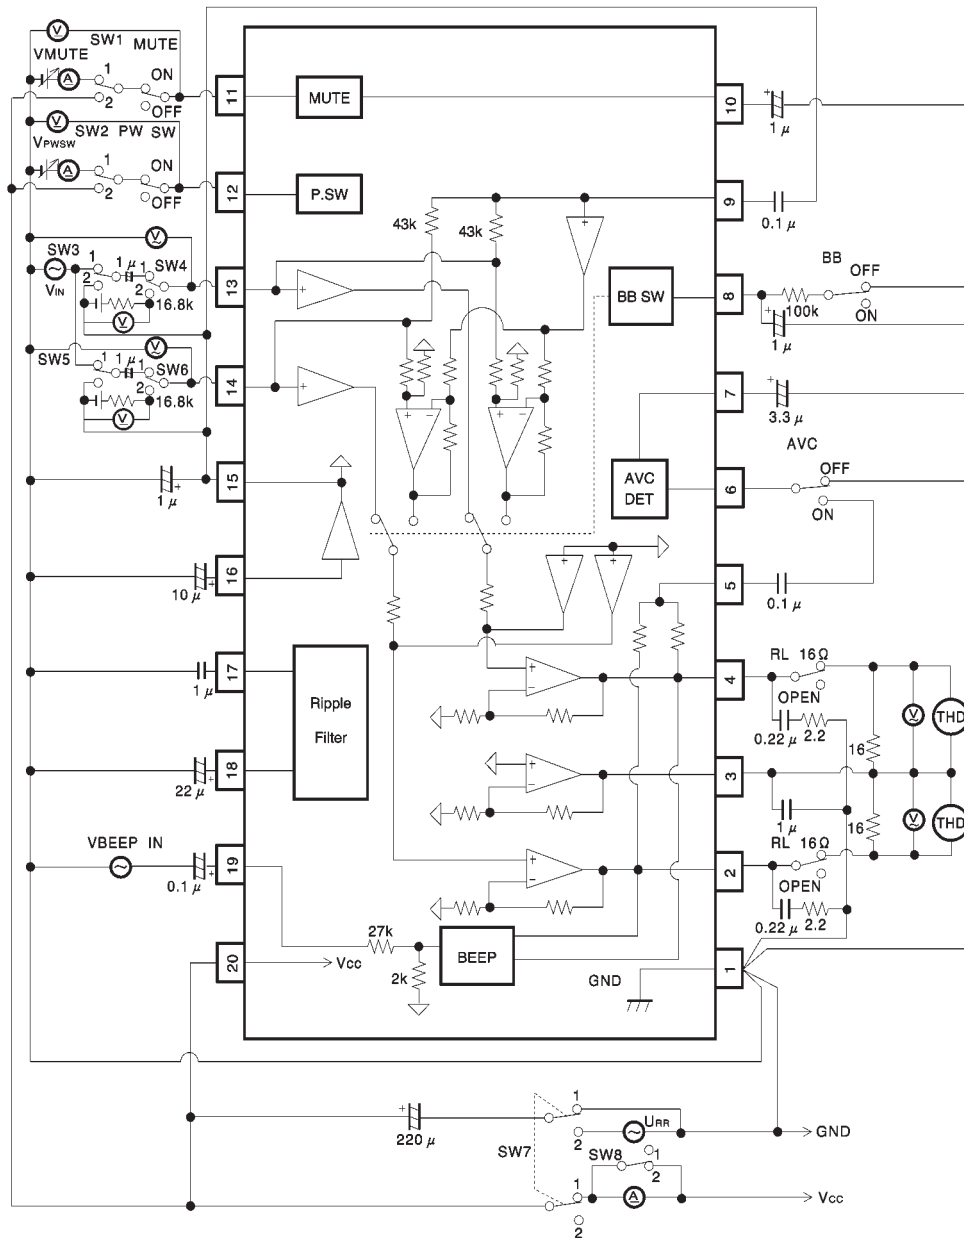 V
SW1
MUTE
VMUTE
A
1
ON
2
OFF
11
MUTE
10
+
1 μ
V
SW2 PW SW
VPWSW
A
1
ON
2
OFF
12
P.SW
9
0.1 μ
43k
43k
+
V
SW3
1
1 μ
1
SW4
2
2
VIN
16.8k
V
13
+
BB SW
8
BB
OFF
100k
ON
+
1 μ
V
SW5
1
1 μ
1
SW6
2
2
16.8k
V
14
+
+ −
+ −
7
+
3.3 μ
AVC
15
+
1 μ
AVC
DET
6
OFF
ON
16
10 μ
+
+
+
5
0.1 μ
17
1 μ
Ripple
Filter
+
−
4
RL 16Ω
OPEN
0.22 μ
2.2
16
V
THD
18
22 μ
+
+
−
3
1 μ
16
V
THD
VBEEP IN
19
0.1 μ
+
+
−
2
RL 16Ω
OPEN
0.22 μ
2.2
27k
BEEP
20
Vcc
2k
GND
1
+
220 μ
1
2
URR
GND
SW7
SW8
1
2
1
A
Vcc
2